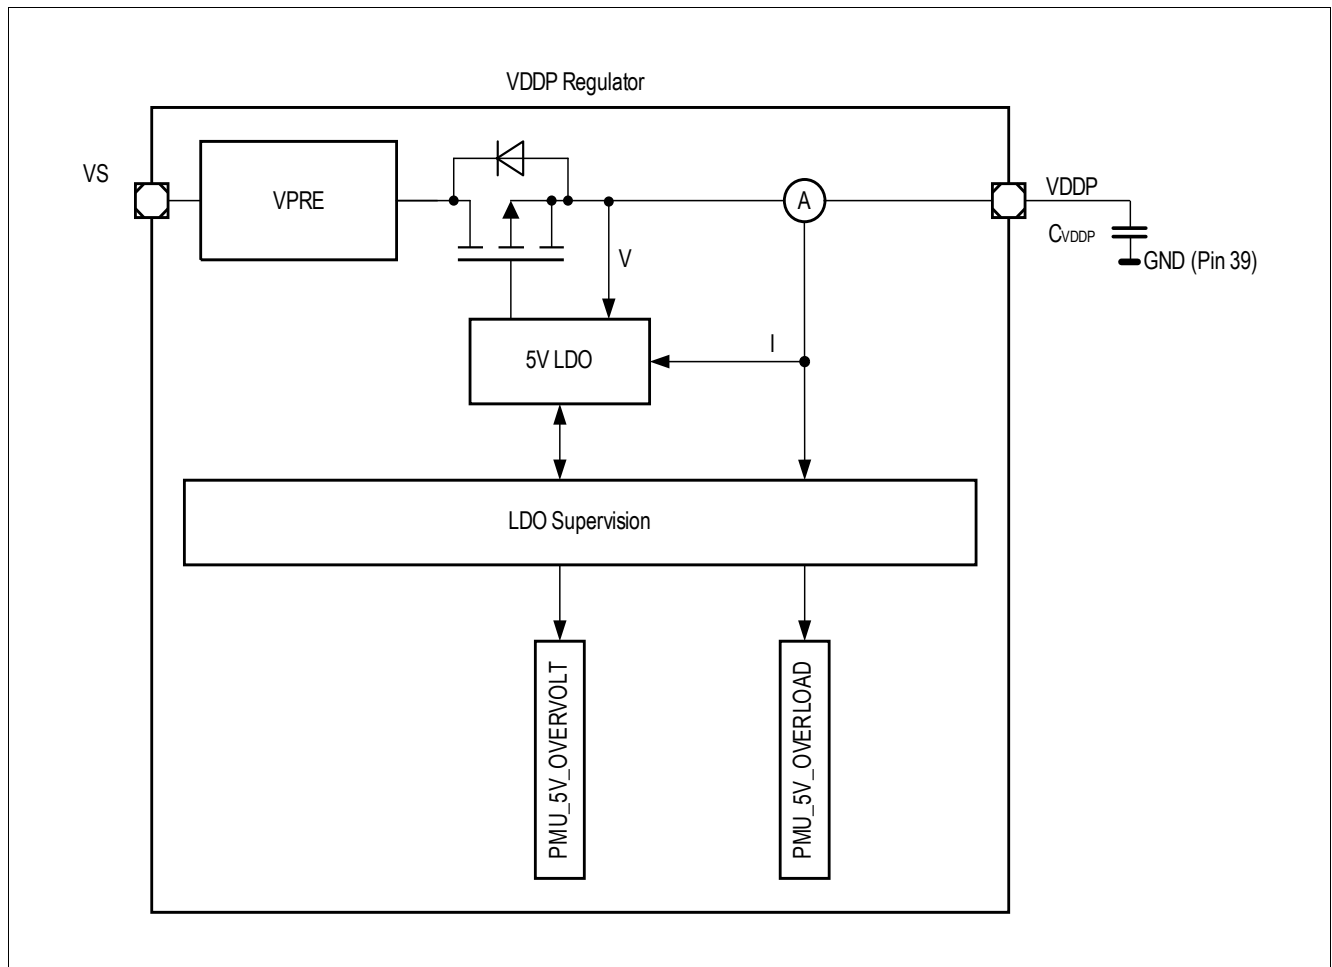 VDDP Regulator
VS
VPRE
VDDP
A
CVDDP
GND (Pin 39)
V
5V LDO
I
LDO Supervision
PMU_5V_OVERVOLT
PMU_5V_OVERLOAD